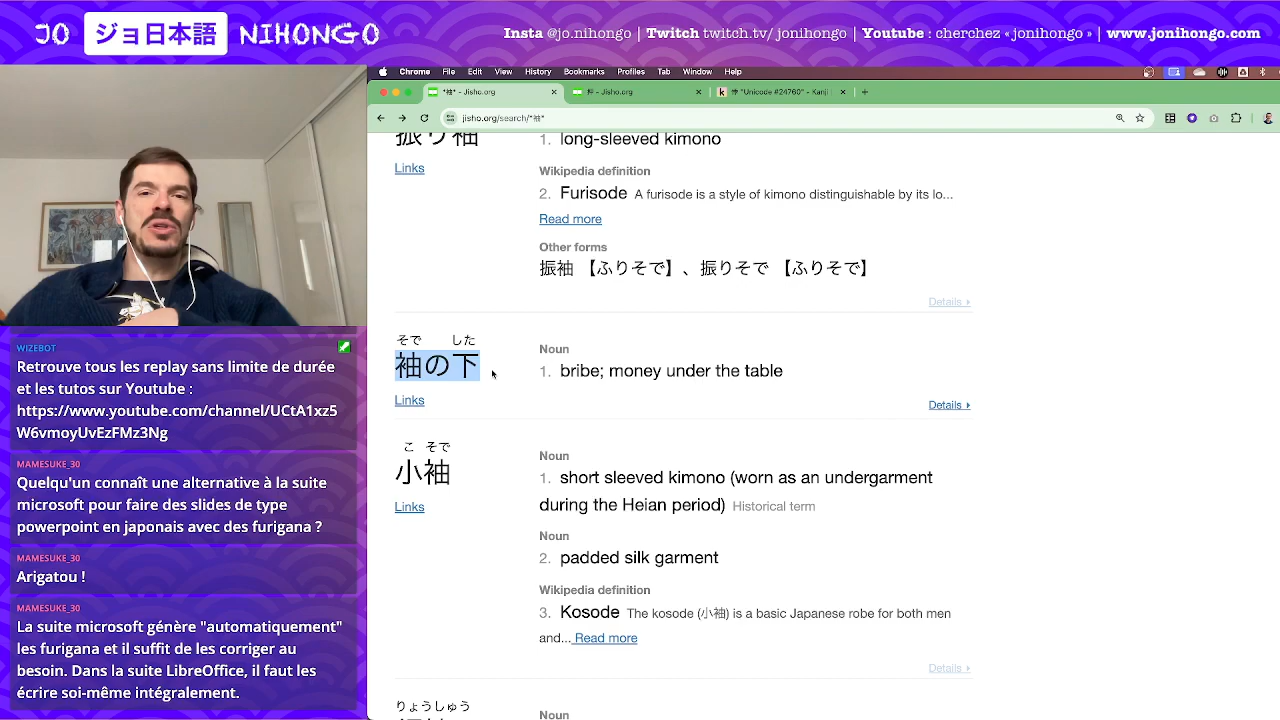 JO ジョ日本語 NIHONGO
Insta @jo.nihongo | Twitch twitch.tv/ jonihongo | Youtube : cherchez «jonihongo » | www.jonihongo.com
Chrome File Edit View History Bookmarks Profiles Tab Window Help
*袖* - Jisho.org
jisho.org/search/*袖*
振り袖
1. long-sleeved kimono
Links
Wikipedia definition
2. Furisode A furisode is a style of kimono distinguishable by its lo...
Read more
Other forms
振袖 【ふりそで】、振りそで 【ふりそで】
Details
そで した
袖の下
Noun
1. bribe; money under the table
Links
Details
こ そで
小袖
Noun
1. short sleeved kimono (worn as an undergarment
during the Heian period) Historical term
Links
Noun
2. padded silk garment
Wikipedia definition
3. Kosode The kosode (小袖) is a basic Japanese robe for both men
and... Read more
Details
りょうしゅう
Noun
WIZEBOT
Retrouve tous les replay sans limite de durée
et les tutos sur Youtube :
https://www.youtube.com/channel/UCtA1xz5
W6vmoyUvEzFMz3Ng
MAMESUKE_30
Quelqu'un connaît une alternative à la suite
microsoft pour faire des slides de type
powerpoint en japonais avec des furigana ?
MAMESUKE_30
Arigatou !
MAMESUKE_30
La suite microsoft génère "automatiquement"
les furigana et il suffit de les corriger au
besoin. Dans la suite LibreOffice, il faut les
écrire soi-même intégralement.